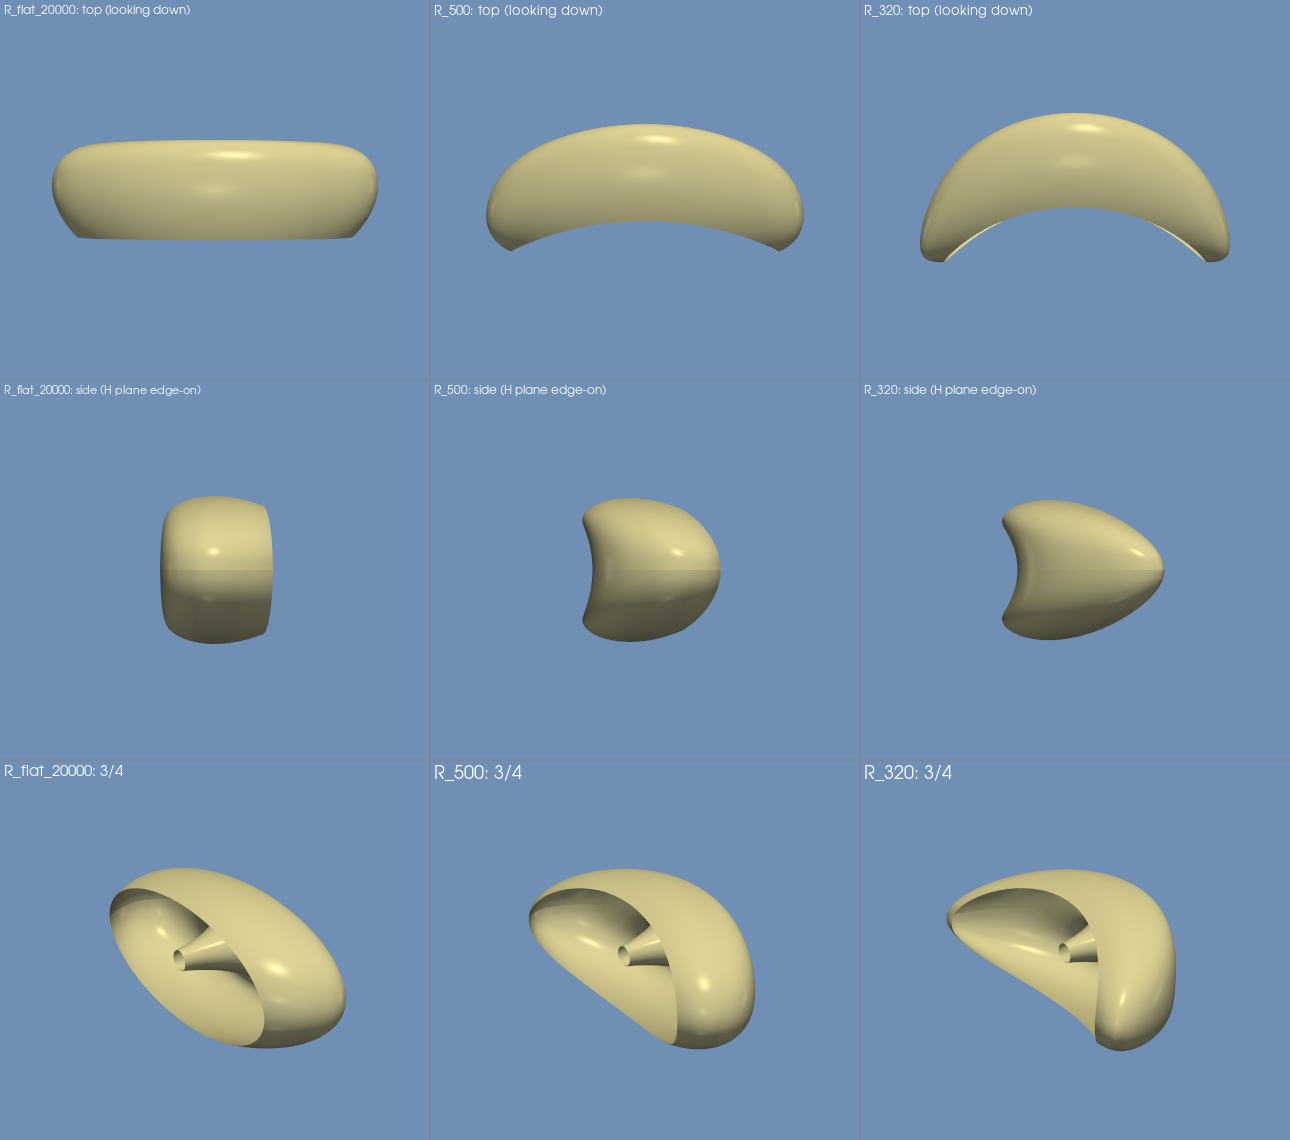 R_flat_20000: top (looking down)
R_500: top (looking down)
R_320: top (looking down)
R_flat_20000: side (H plane edge-on)
R_500: side (H plane edge-on)
R_320: side (H plane edge-on)
R_flat_20000: 3/4
R_500: 3/4
R_320: 3/4